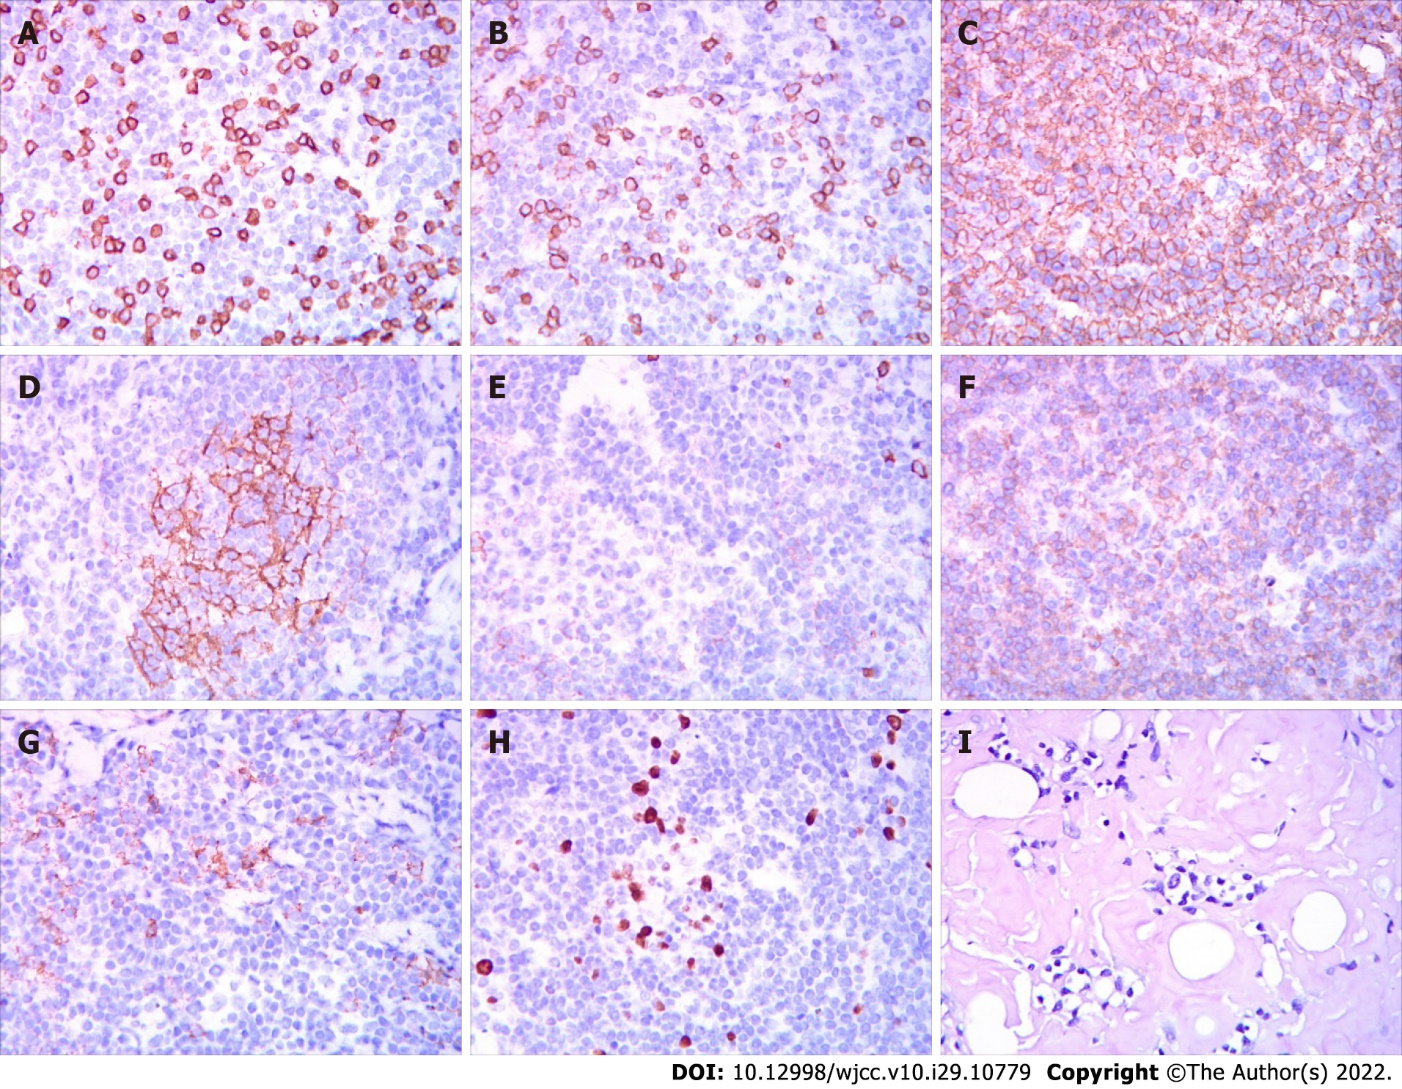 A
B
C
D
E
F
G
H
I
DOI: 10.12998/wjcc.v10.i29.10779 Copyright ©The Author(s) 2022.